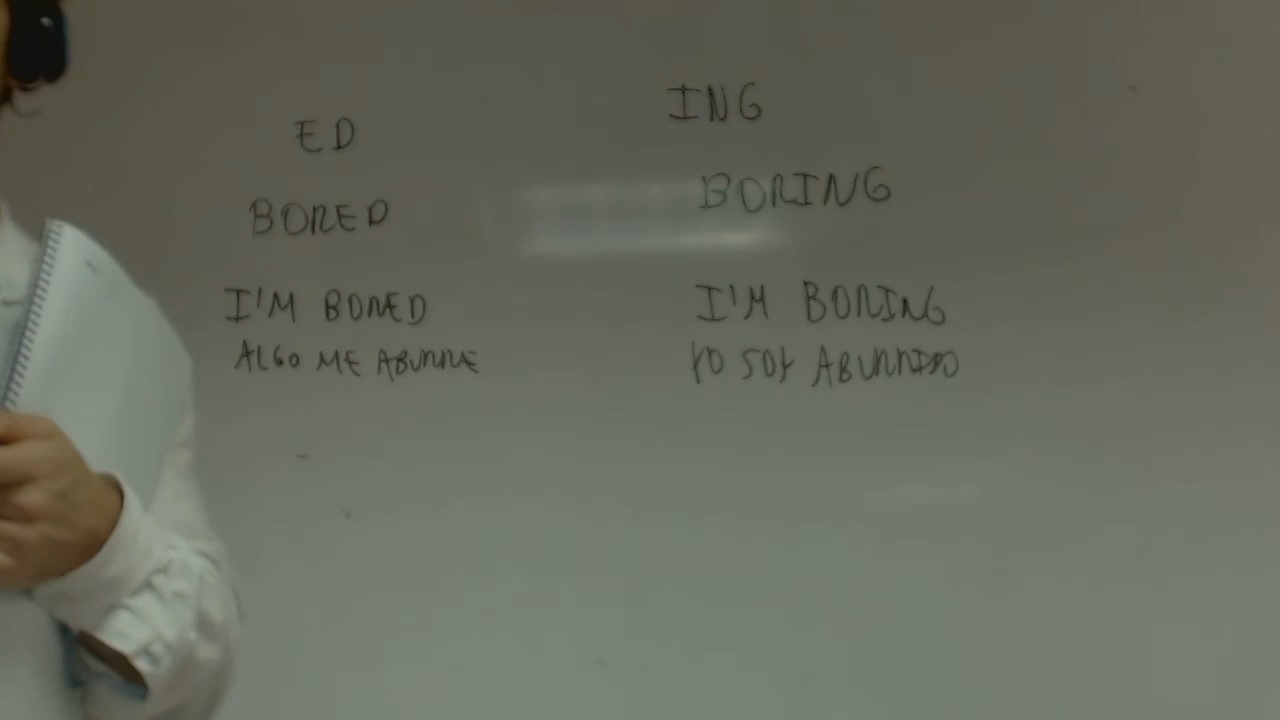 ED
BORED
I'M BORED
ALGO ME ABURRE
ING
BORING
I'M BORING
YO SOY ABURRIDO